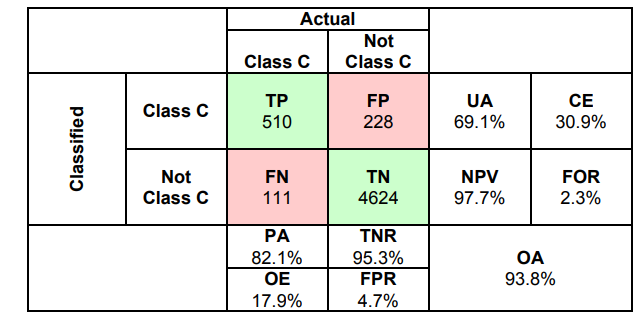 Actual
Class C
Not
Class C
Classified
Class C
TP
510
FP
228
UA
69.1%
CE
30.9%
Not
Class C
FN
111
TN
4624
NPV
97.7%
FOR
2.3%
PA
82.1%
TNR
95.3%
OA
93.8%
OE
17.9%
FPR
4.7%